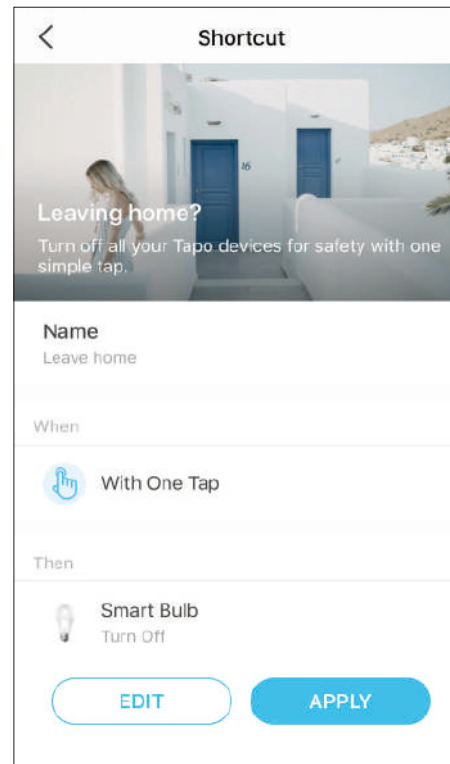 Shortcut
16
Leaving home?
Turn off all your Tapo devices for safety with one
simple tap.
Name
Leave home
When
With One Tap
Then
Smart Bulb
Turn Off
EDIT
APPLY